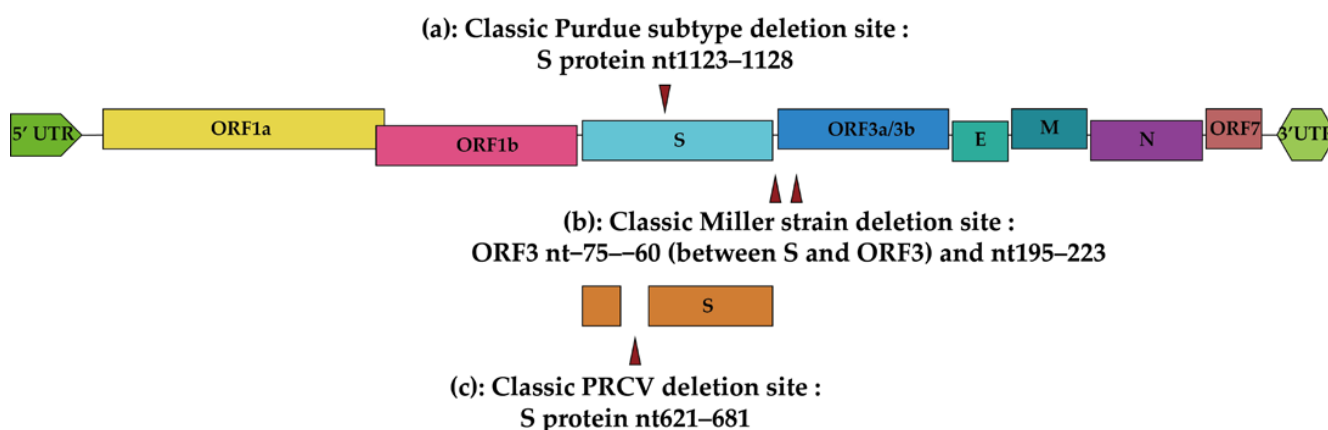 (a): Classic Purdue subtype deletion site :
S protein nt1123–1128
5' UTR
ORF1a
ORF1b
S
ORF3a/3b
E
M
N
ORF7
3'UTR
(b): Classic Miller strain deletion site :
ORF3 nt−75–−60 (between S and ORF3) and nt195–223
S
(c): Classic PRCV deletion site :
S protein nt621–681